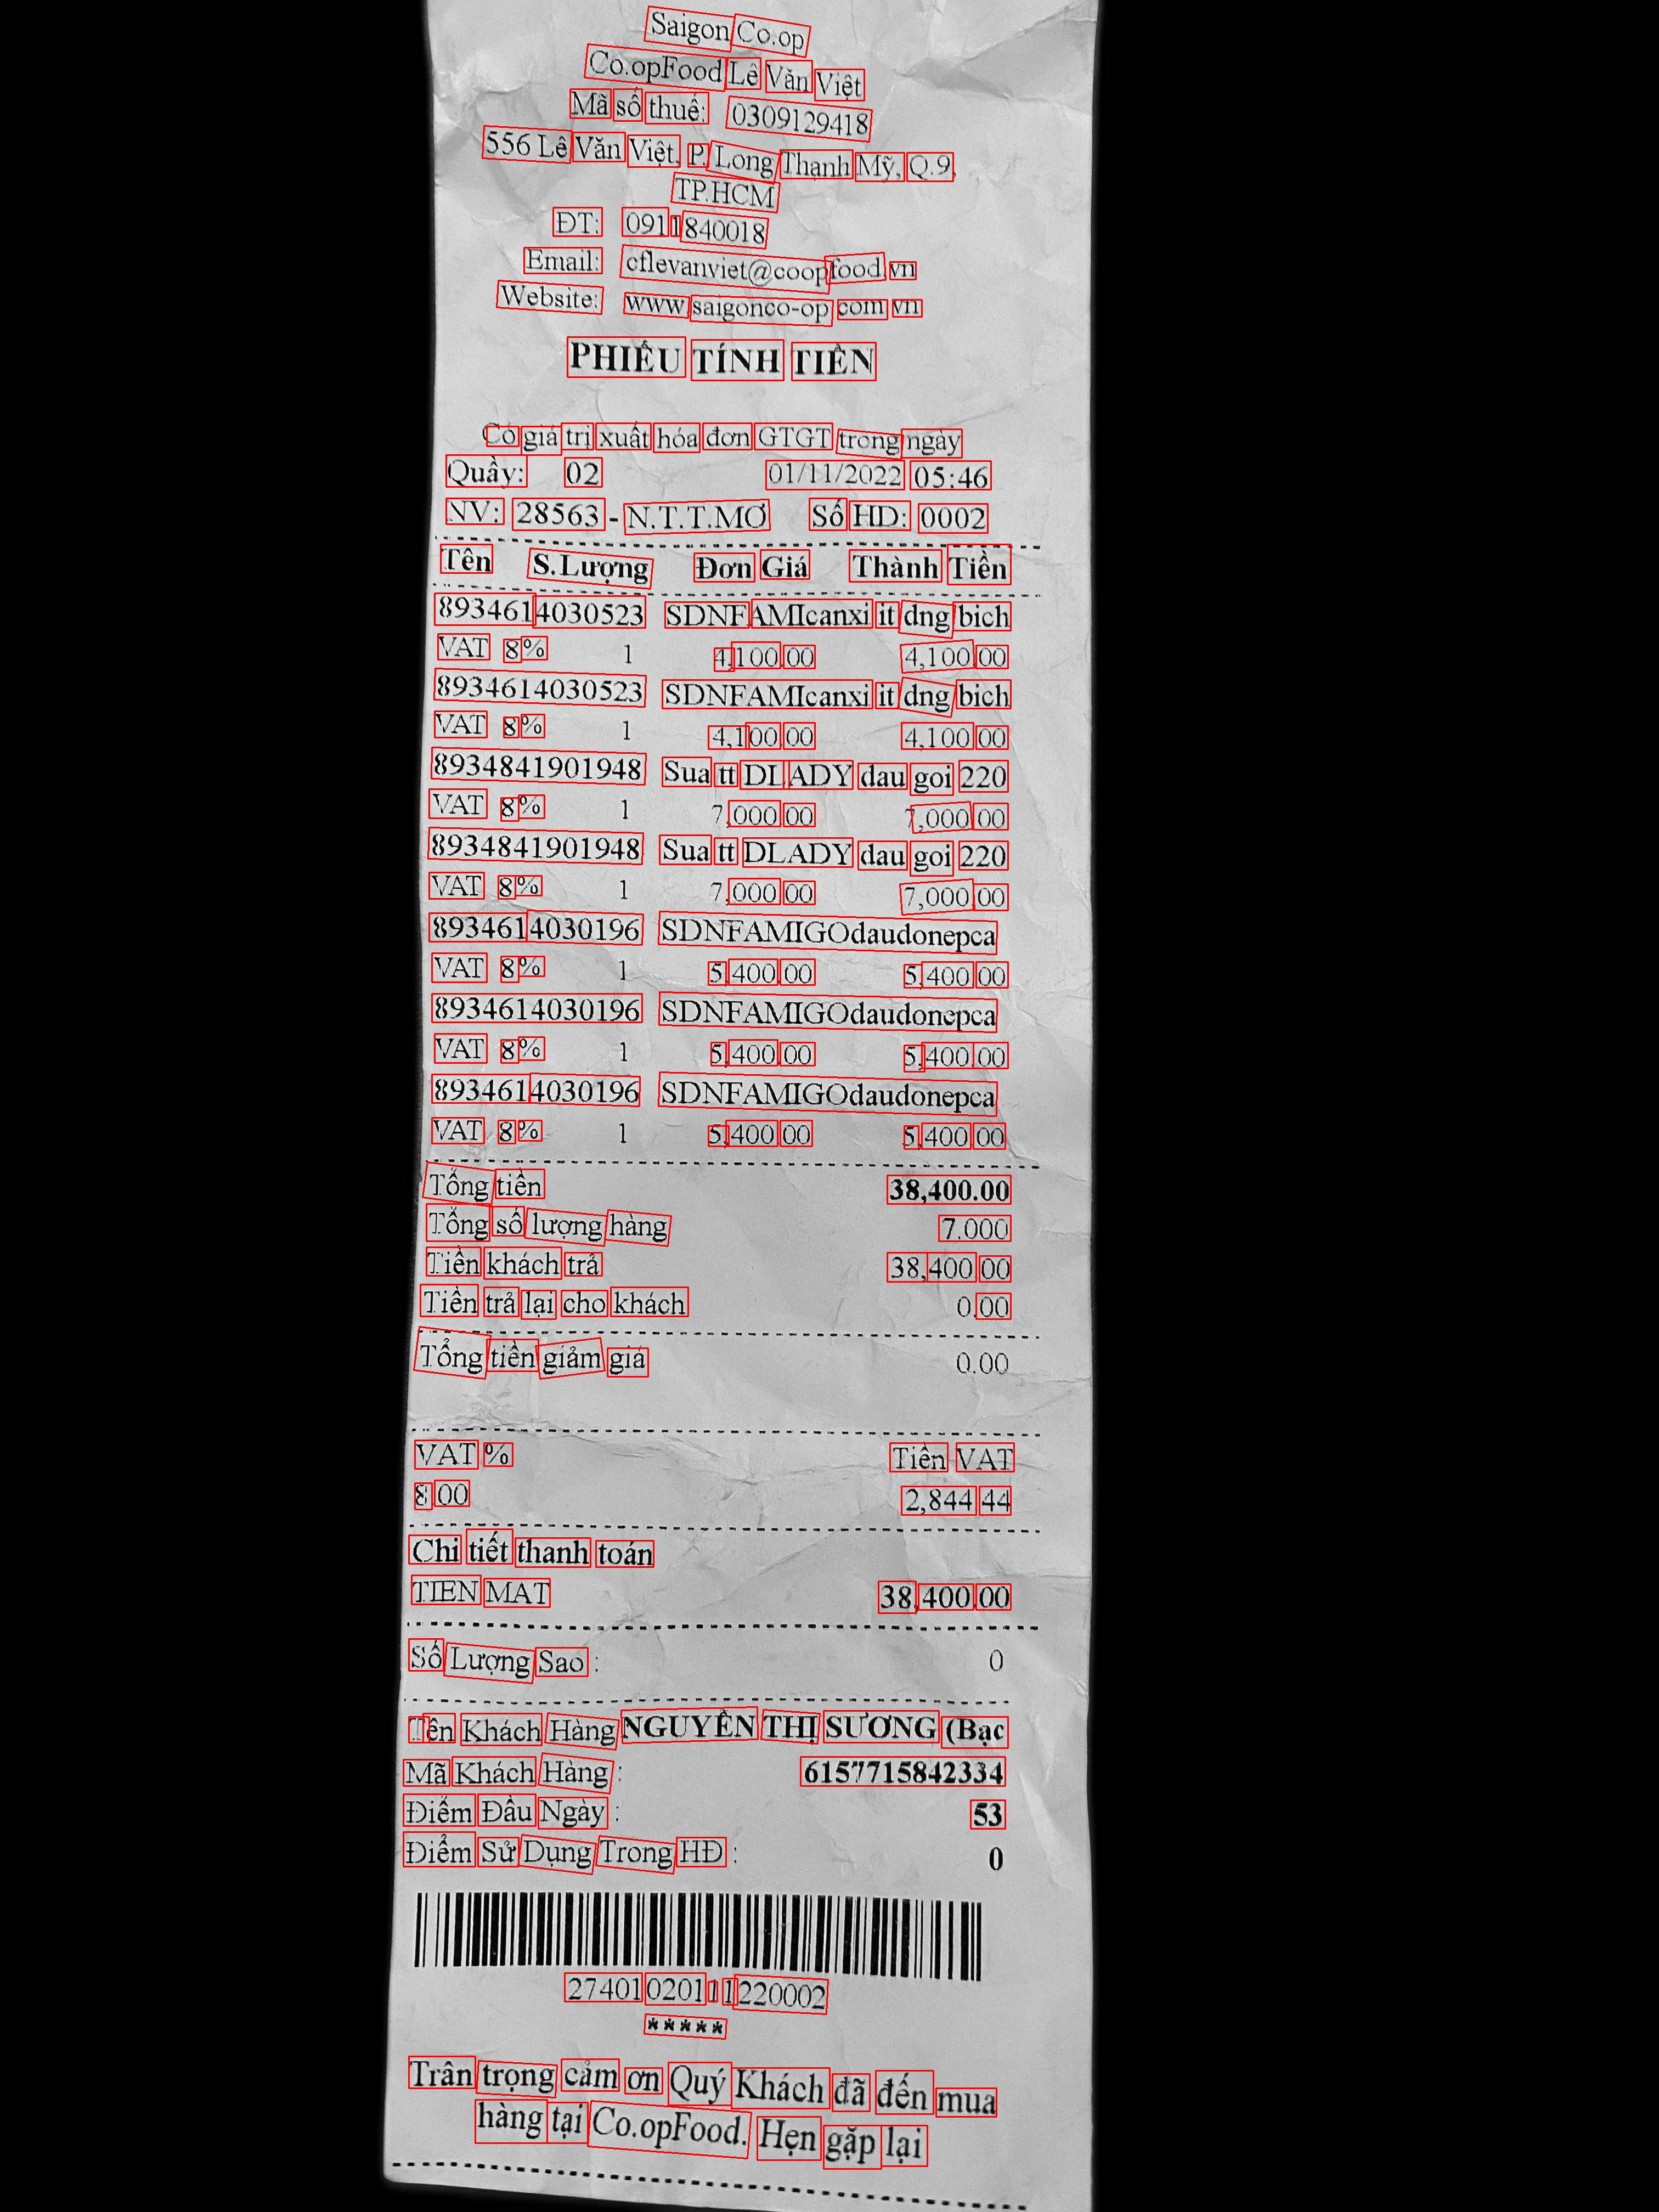 Saigon Co.op
Co.opFood Lê Văn Việt
Mã số thuế: 0309129418
556 Lê Văn Việt, P. Long Thạnh Mỹ, Q.9,
TP.HCM
ĐT: 0911840018
Email: cflevanviet@coopfood.vn
Website: www.saigonco-op.com.vn
PHIẾU TÍNH TIỀN
Có giá trị xuất hóa đơn GTGT trong ngày
Quầy: 02 01/11/2022 05:46
NV: 28563 - N.T.T.MƠ Số HD: 0002
Tên S.Lượng Đơn Giá Thành Tiền
8934614030523 SDNFAMIcanxi it dng bich
VAT 8% 1 4,100.00 4,100.00
8934614030523 SDNFAMIcanxi it dng bich
VAT 8% 1 4,100.00 4,100.00
8934841901948 Sua tt DLADY dau goi 220
VAT 8% 1 7,000.00 7,000.00
8934841901948 Sua tt DLADY dau goi 220
VAT 8% 1 7,000.00 7,000.00
8934614030196 SDNFAMIGOdaudonepca
VAT 8% 1 5,400.00 5,400.00
8934614030196 SDNFAMIGOdaudonepca
VAT 8% 1 5,400.00 5,400.00
8934614030196 SDNFAMIGOdaudonepca
VAT 8% 1 5,400.00 5,400.00
Tổng tiền 38,400.00
Tổng số lượng hàng 7.000
Tiền khách trả 38,400.00
Tiền trả lại cho khách 0.00
Tổng tiền giảm giá 0.00
VAT % Tiền VAT
8.00 2,844.44
Chi tiết thanh toán
TIEN MAT 38,400.00
Số Lượng Sao : 0
Tên Khách Hàng NGUYỄN THỊ SƯƠNG (Bạc
Mã Khách Hàng : 6157715842334
Điểm Đầu Ngày : 53
Điểm Sử Dụng Trong HĐ : 0
27401020111220002
*****
Trân trọng cảm ơn Quý Khách đã đến mua
hàng tại Co.opFood. Hẹn gặp lại